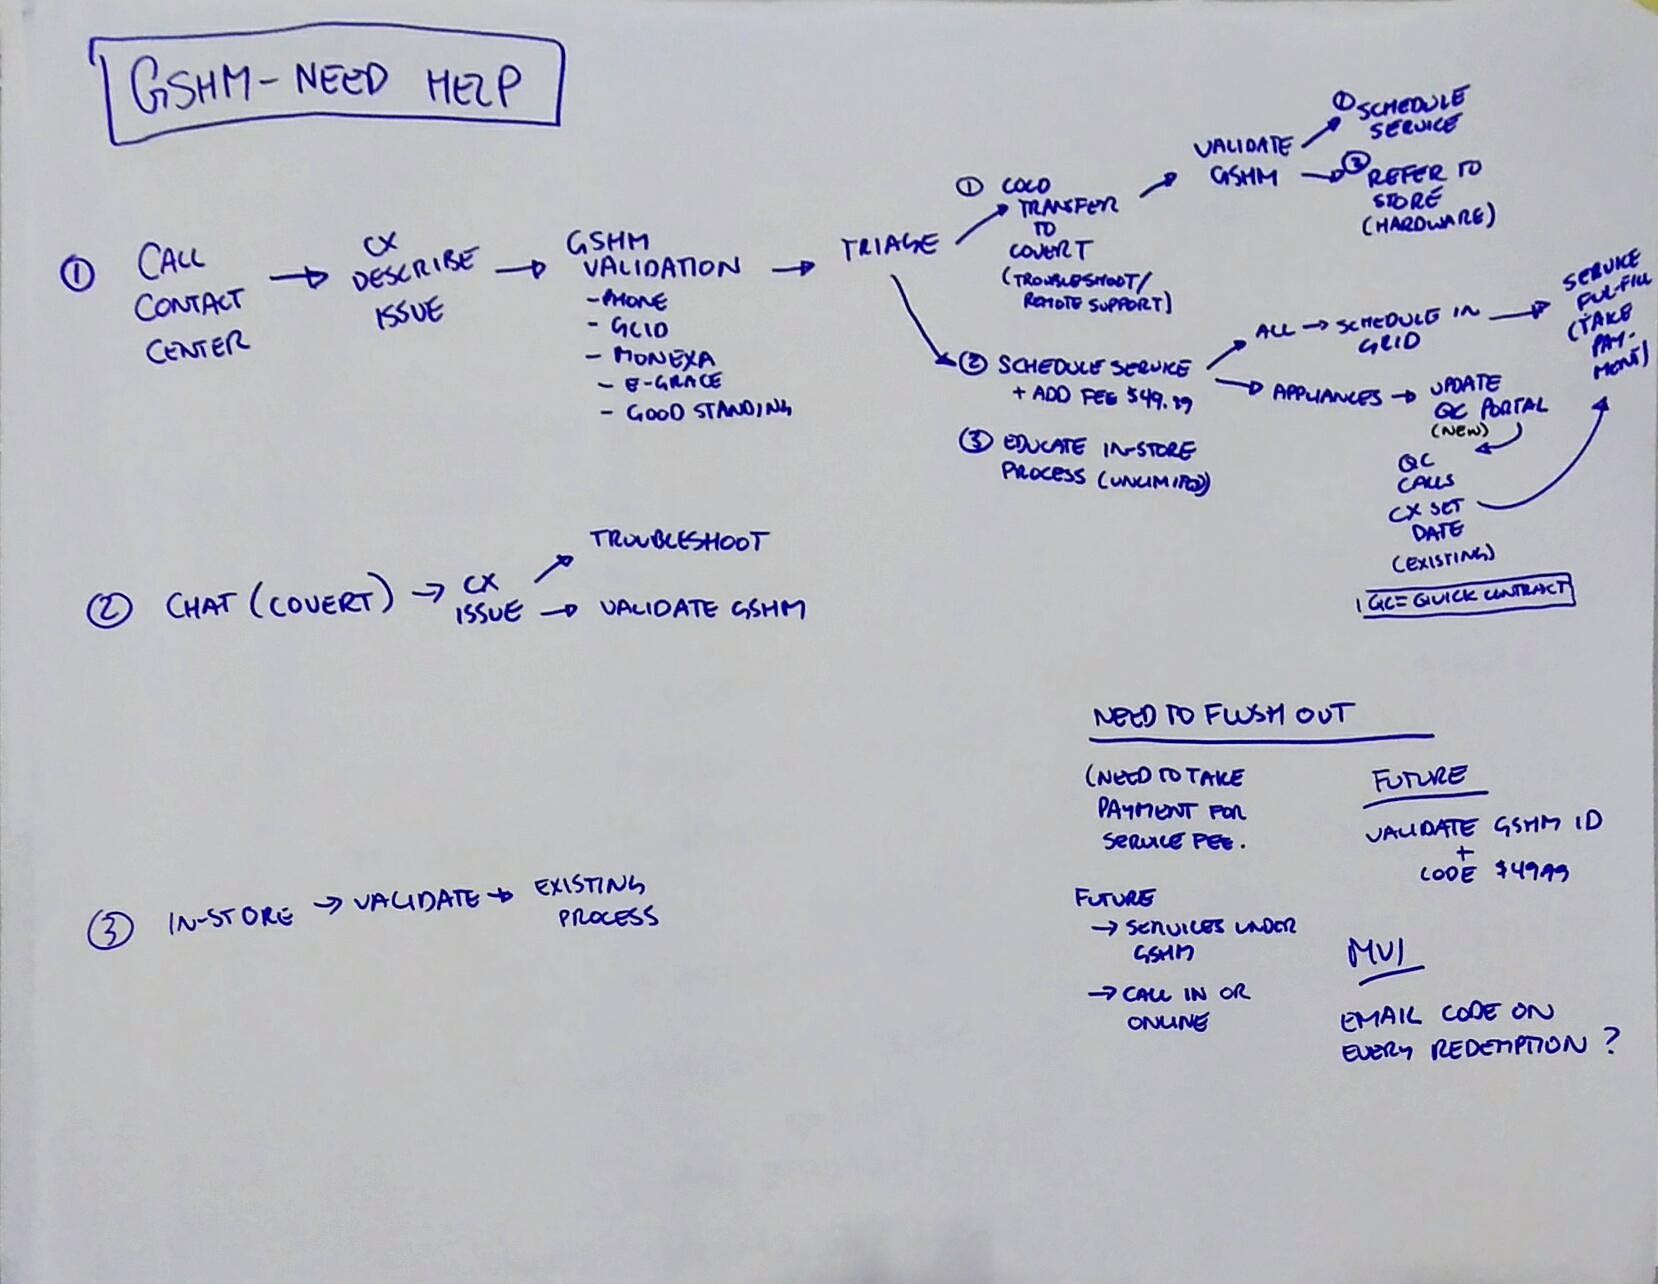 GSHM - NEED HELP
① CALL
CONTACT
CENTER
CX
DESCRIBE
ISSUE
GSHM
VALIDATION
- PHONE
- GCID
- MONEXA
- E-GRACE
- GOOD STANDING
TRIAGE
① COLD
TRANSFER
TO
COVERT
(TROUBLESHOOT/
REMOTE SUPPORT)
VALIDATE
GSHM
① SCHEDULE
SERVICE
② REFER TO
STORE
(HARDWARE)
② SCHEDULE SERVICE
+ ADD FEE $49.99
ALL → SCHEDULE IN
GRID
SERVICE
FUL-FILL
(TAKE
PAY-
MENT)
APPLIANCES → UPDATE
QC PORTAL
(NEW)
QC
CALLS
CX SET
DATE
(EXISTING)
QC = QUICK CONTRACT
③ EDUCATE IN-STORE
PROCESS (UNLIMITED)
② CHAT (COVERT) → CX
ISSUE → VALIDATE GSHM
TROUBLESHOOT
③ IN-STORE → VALIDATE → EXISTING
PROCESS
NEED TO FLUSH OUT
(NEED TO TAKE
PAYMENT FOR
SERVICE FEE.
FUTURE
→ SERVICES UNDER
GSHM
→ CALL IN OR
ONLINE
FUTURE
VALIDATE GSHM ID
+
CODE $49.99
MVI
EMAIL CODE ON
EVERY REDEMPTION ?